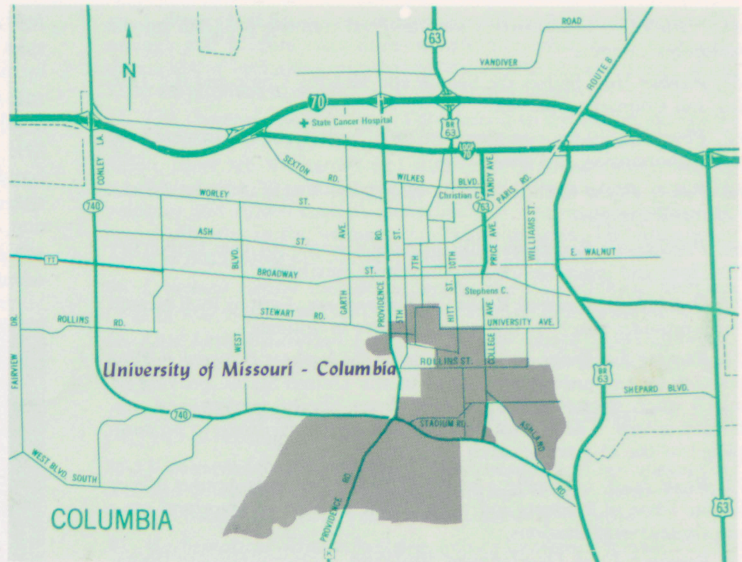 63
ROAD
VANDIVER
ROUTE B
N
70
State Cancer Hospital
BR
63
LOOP
70
CONLEY LA.
SEXTON
RD.
WILKES
BLVD.
TANDY AVE.
PARIS RD.
Christian C.
WORLEY
ST.
740
763
ASH
ST.
AVE.
RD.
ST.
7TH
10TH
PRICE AVE.
WILLIAMS ST.
E. WALNUT
BLVD.
BROADWAY
ST.
Stephens C.
GARTH
PROVIDENCE
5TH
HITT ST
COLLEGE AVE.
UNIVERSITY AVE.
STEWART RD.
ROLLINS RD.
FAIRVIEW DR.
WEST
ROLLINS ST.
University of Missouri - Columbia
BR
63
SHEPARD BLVD.
740
STADIUM RD.
ASHLAND
RD.
WEST BLVD SOUTH
PROVIDENCE RD
63
COLUMBIA